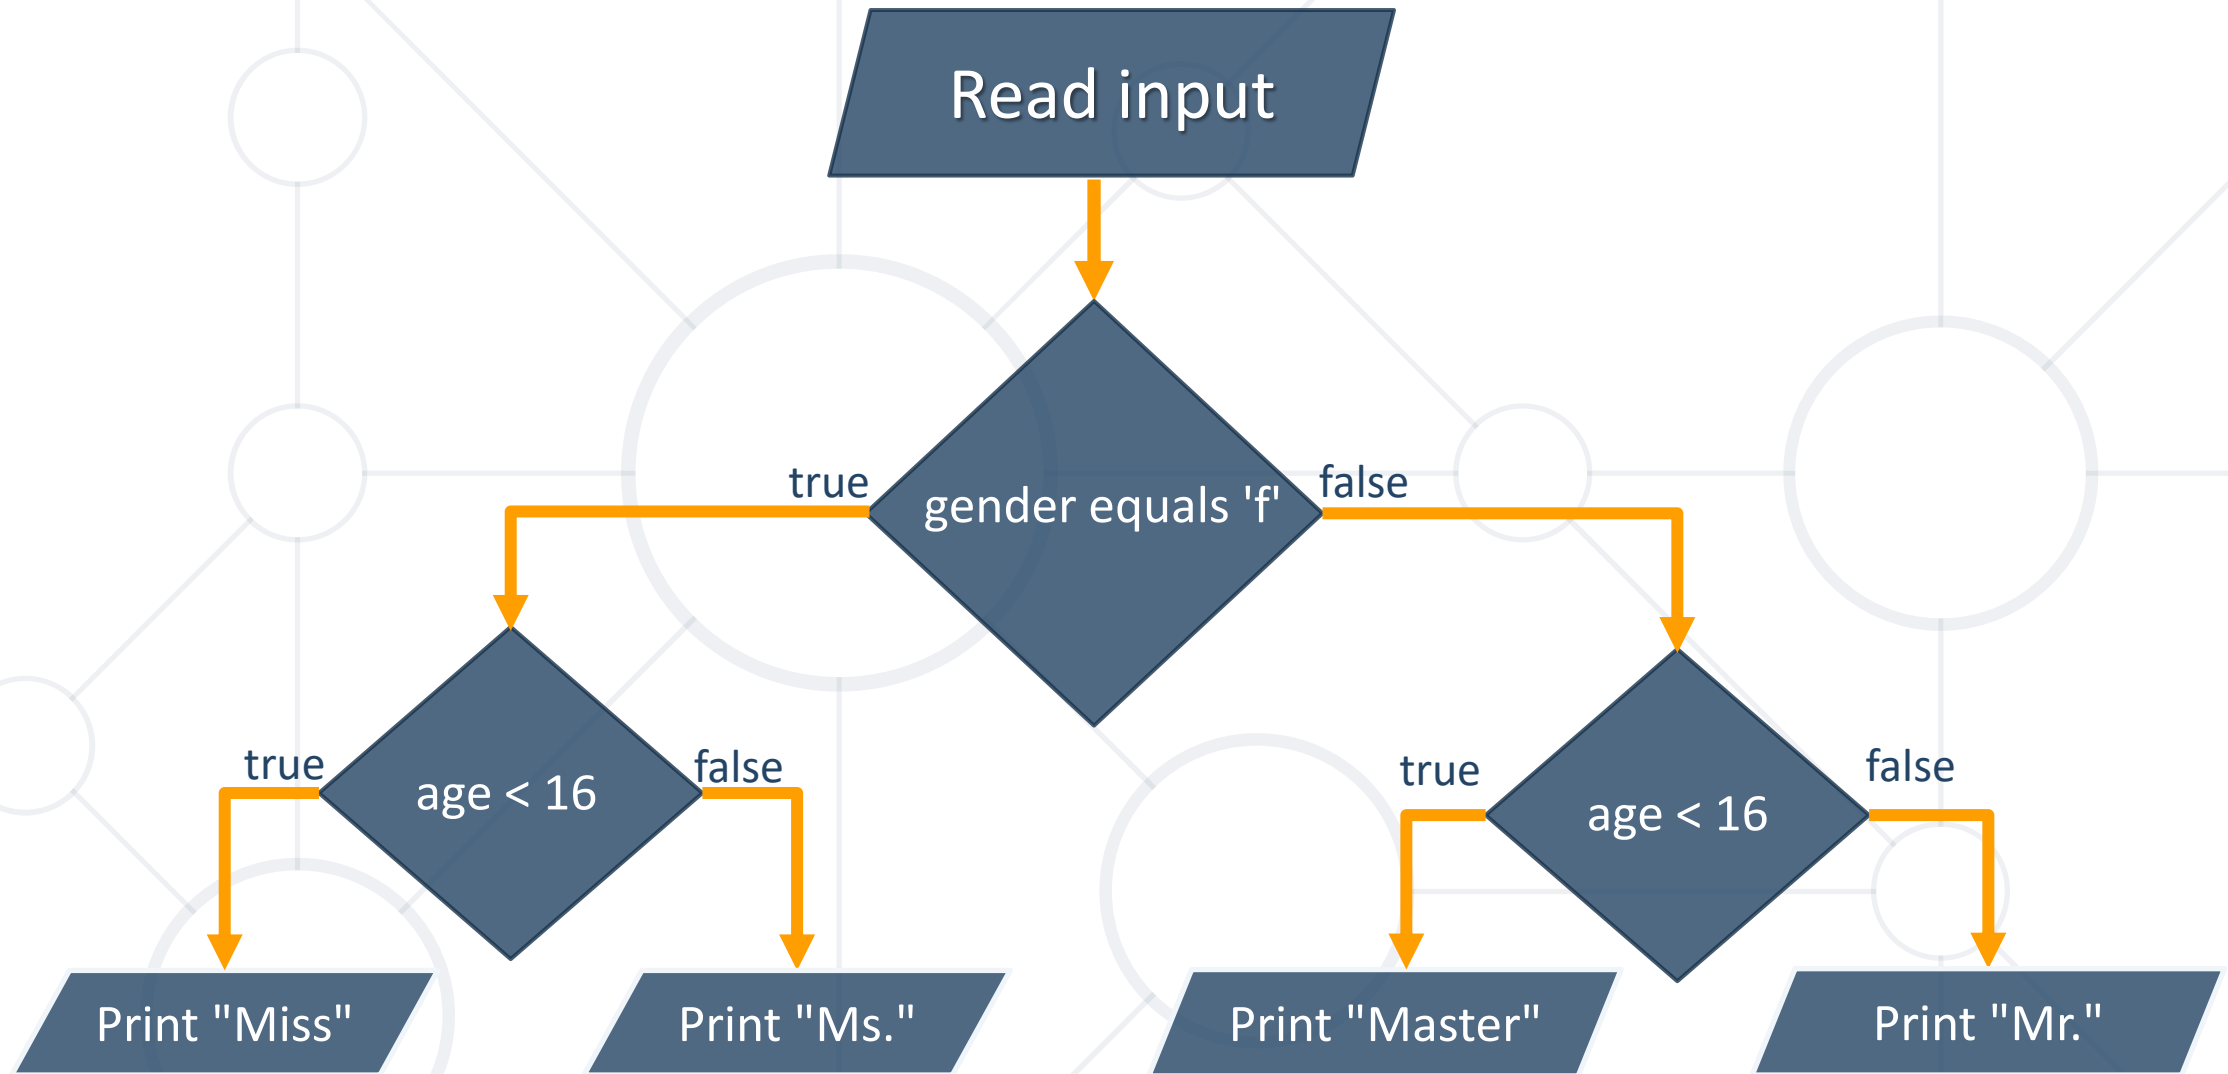 Read input
true
gender equals 'f'
false
true
age < 16
false
true
age < 16
false
Print "Miss"
Print "Ms."
Print "Master"
Print "Mr."